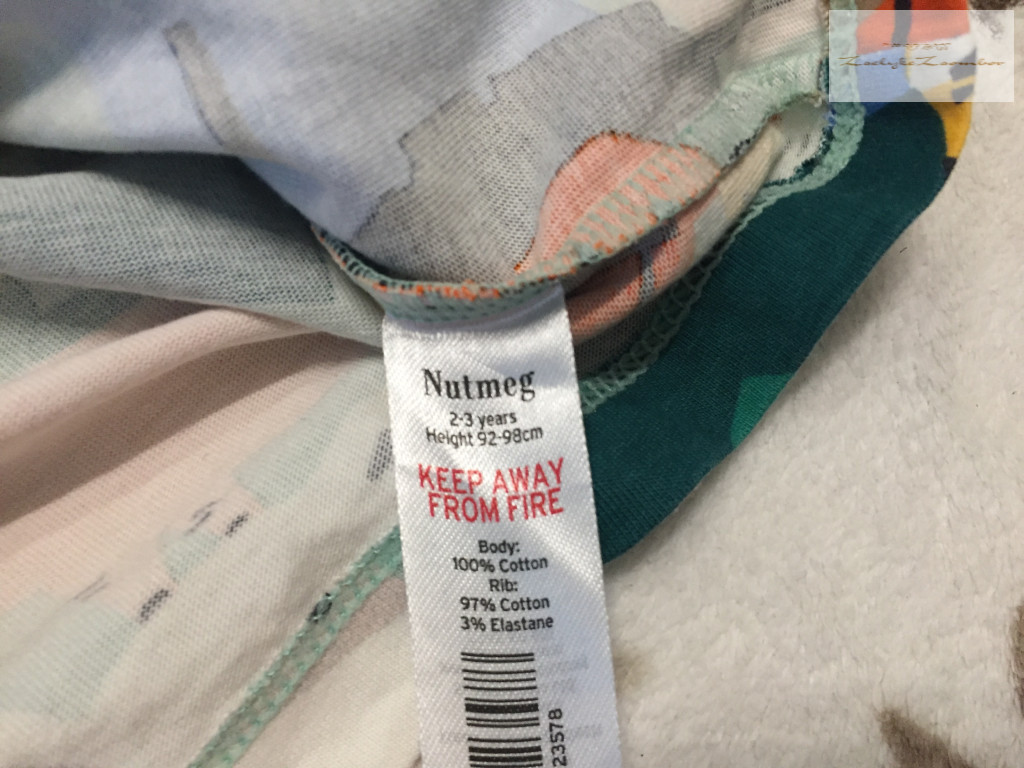 Nutmeg
2-3 years
Height 92-98cm
KEEP AWAY
FROM FIRE
Body:
100% Cotton
Rib:
97% Cotton
3% Elastane
23578